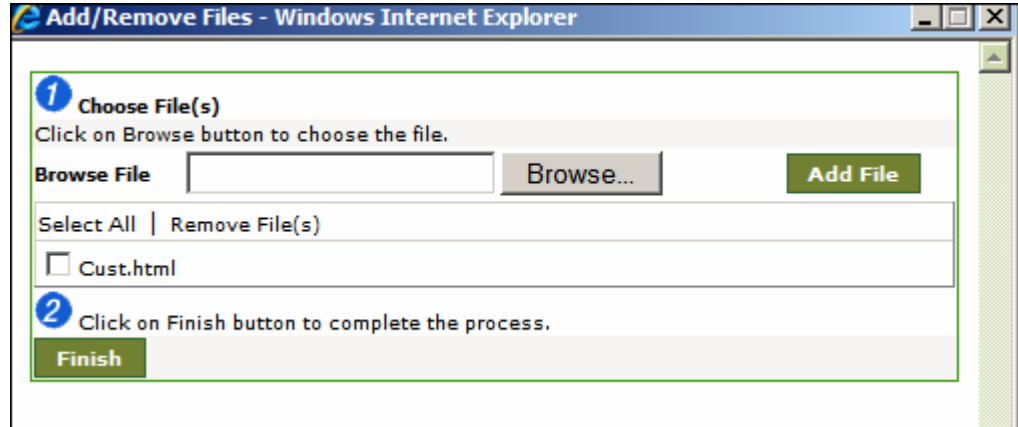 Add/Remove Files - Windows Internet Explorer
1 Choose File(s)
Click on Browse button to choose the file.
Browse File Browse... Add File
Select All | Remove File(s)
Cust.html
2 Click on Finish button to complete the process.
Finish